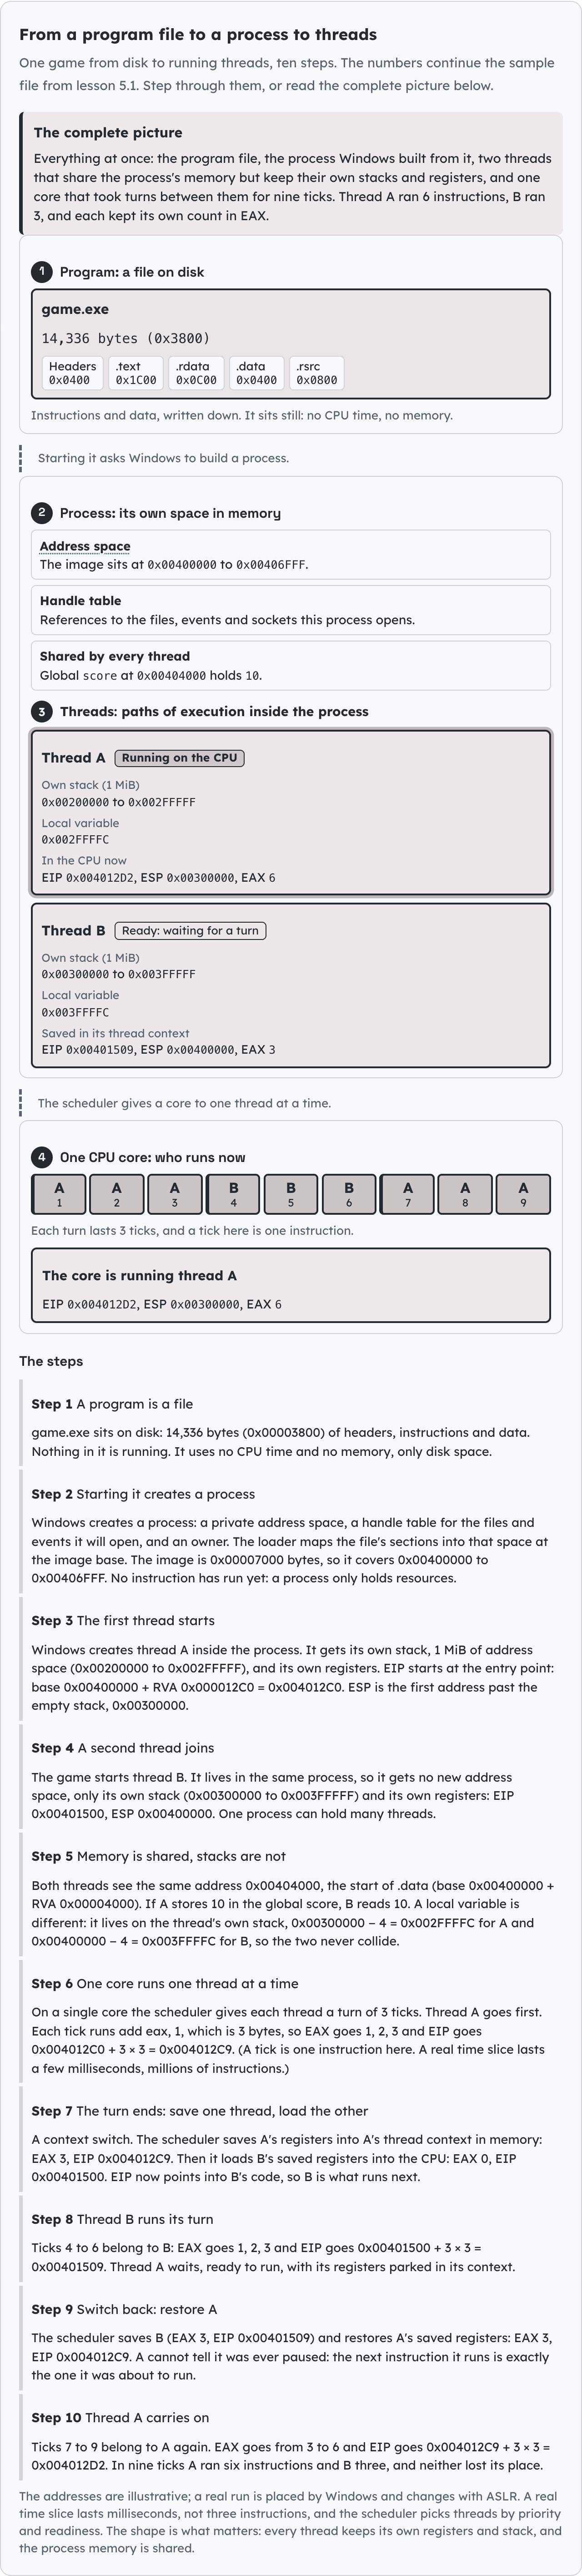 From a program file to a process to threads
One game from disk to running threads, ten steps. The numbers continue the sample
file from lesson 5.1. Step through them, or read the complete picture below.
The complete picture
Everything at once: the program file, the process Windows built from it, two threads
that share the process's memory but keep their own stacks and registers, and one
core that took turns between them for nine ticks. Thread A ran 6 instructions, B ran
3, and each kept its own count in EAX.
1 Program: a file on disk
game.exe
14,336 bytes (0x3800)
Headers .text .rdata .data .rsrc
0x0400 0x1C00 0x0C00 0x0400 0x0800
Instructions and data, written down. It sits still: no CPU time, no memory.
Starting it asks Windows to build a process.
2 Process: its own space in memory
Address space
The image sits at 0x00400000 to 0x00406FFF.
Handle table
References to the files, events and sockets this process opens.
Shared by every thread
Global score at 0x00404000 holds 10.
3 Threads: paths of execution inside the process
Thread A Running on the CPU
Own stack (1 MiB)
0x00200000 to 0x002FFFFF
Local variable
0x002FFFFC
In the CPU now
EIP 0x004012D2, ESP 0x00300000, EAX 6
Thread B Ready: waiting for a turn
Own stack (1 MiB)
0x00300000 to 0x003FFFFF
Local variable
0x003FFFFC
Saved in its thread context
EIP 0x00401509, ESP 0x00400000, EAX 3
The scheduler gives a core to one thread at a time.
4 One CPU core: who runs now
A A A B B B A A A
1 2 3 4 5 6 7 8 9
Each turn lasts 3 ticks, and a tick here is one instruction.
The core is running thread A
EIP 0x004012D2, ESP 0x00300000, EAX 6
The steps
Step 1 A program is a file
game.exe sits on disk: 14,336 bytes (0x00003800) of headers, instructions and data.
Nothing in it is running. It uses no CPU time and no memory, only disk space.
Step 2 Starting it creates a process
Windows creates a process: a private address space, a handle table for the files and
events it will open, and an owner. The loader maps the file's sections into that space at
the image base. The image is 0x00007000 bytes, so it covers 0x00400000 to
0x00406FFF. No instruction has run yet: a process only holds resources.
Step 3 The first thread starts
Windows creates thread A inside the process. It gets its own stack, 1 MiB of address
space (0x00200000 to 0x002FFFFF), and its own registers. EIP starts at the entry point:
base 0x00400000 + RVA 0x000012C0 = 0x004012C0. ESP is the first address past the
empty stack, 0x00300000.
Step 4 A second thread joins
The game starts thread B. It lives in the same process, so it gets no new address
space, only its own stack (0x00300000 to 0x003FFFFF) and its own registers: EIP
0x00401500, ESP 0x00400000. One process can hold many threads.
Step 5 Memory is shared, stacks are not
Both threads see the same address 0x00404000, the start of .data (base 0x00400000 +
RVA 0x00004000). If A stores 10 in the global score, B reads 10. A local variable is
different: it lives on the thread's own stack, 0x00300000 − 4 = 0x002FFFFC for A and
0x00400000 − 4 = 0x003FFFFC for B, so the two never collide.
Step 6 One core runs one thread at a time
On a single core the scheduler gives each thread a turn of 3 ticks. Thread A goes first.
Each tick runs add eax, 1, which is 3 bytes, so EAX goes 1, 2, 3 and EIP goes
0x004012C0 + 3 × 3 = 0x004012C9. (A tick is one instruction here. A real time slice lasts
a few milliseconds, millions of instructions.)
Step 7 The turn ends: save one thread, load the other
A context switch. The scheduler saves A's registers into A's thread context in memory:
EAX 3, EIP 0x004012C9. Then it loads B's saved registers into the CPU: EAX 0, EIP
0x00401500. EIP now points into B's code, so B is what runs next.
Step 8 Thread B runs its turn
Ticks 4 to 6 belong to B: EAX goes 1, 2, 3 and EIP goes 0x00401500 + 3 × 3 =
0x00401509. Thread A waits, ready to run, with its registers parked in its context.
Step 9 Switch back: restore A
The scheduler saves B (EAX 3, EIP 0x00401509) and restores A's saved registers: EAX 3,
EIP 0x004012C9. A cannot tell it was ever paused: the next instruction it runs is exactly
the one it was about to run.
Step 10 Thread A carries on
Ticks 7 to 9 belong to A again. EAX goes from 3 to 6 and EIP goes 0x004012C9 + 3 × 3 =
0x004012D2. In nine ticks A ran six instructions and B three, and neither lost its place.
The addresses are illustrative; a real run is placed by Windows and changes with ASLR. A real
time slice lasts milliseconds, not three instructions, and the scheduler picks threads by priority
and readiness. The shape is what matters: every thread keeps its own registers and stack, and
the process memory is shared.